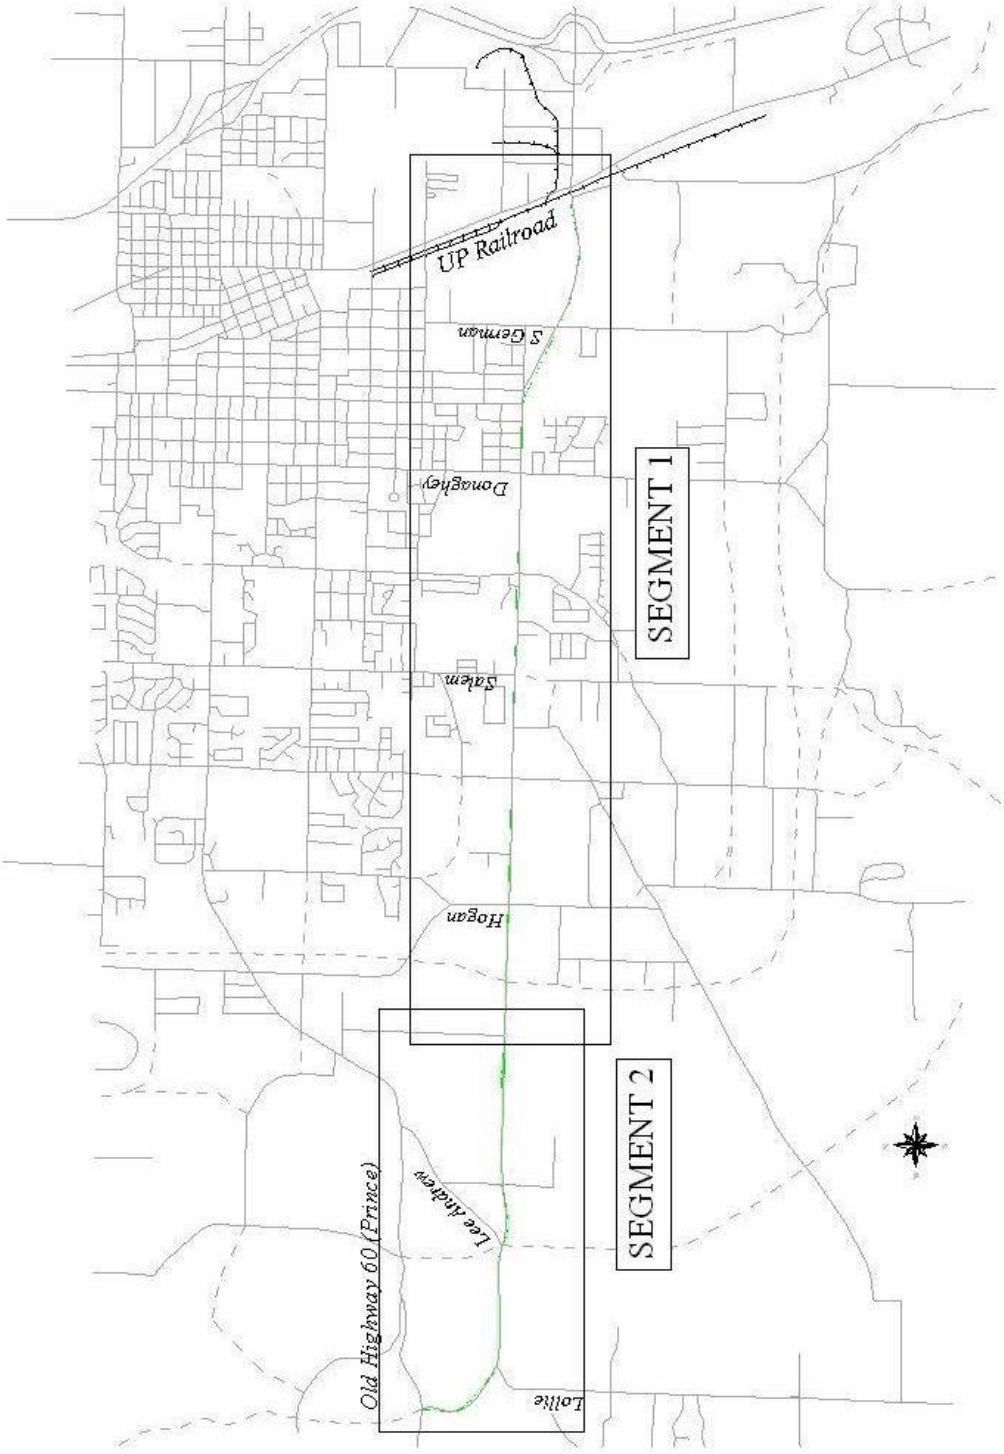 UP Railroad
S German
Donaghey
SEGMENT 1
Salem
Hogan
SEGMENT 2
Lee Andrew
Old Highway 60 (Prince)
Lollie